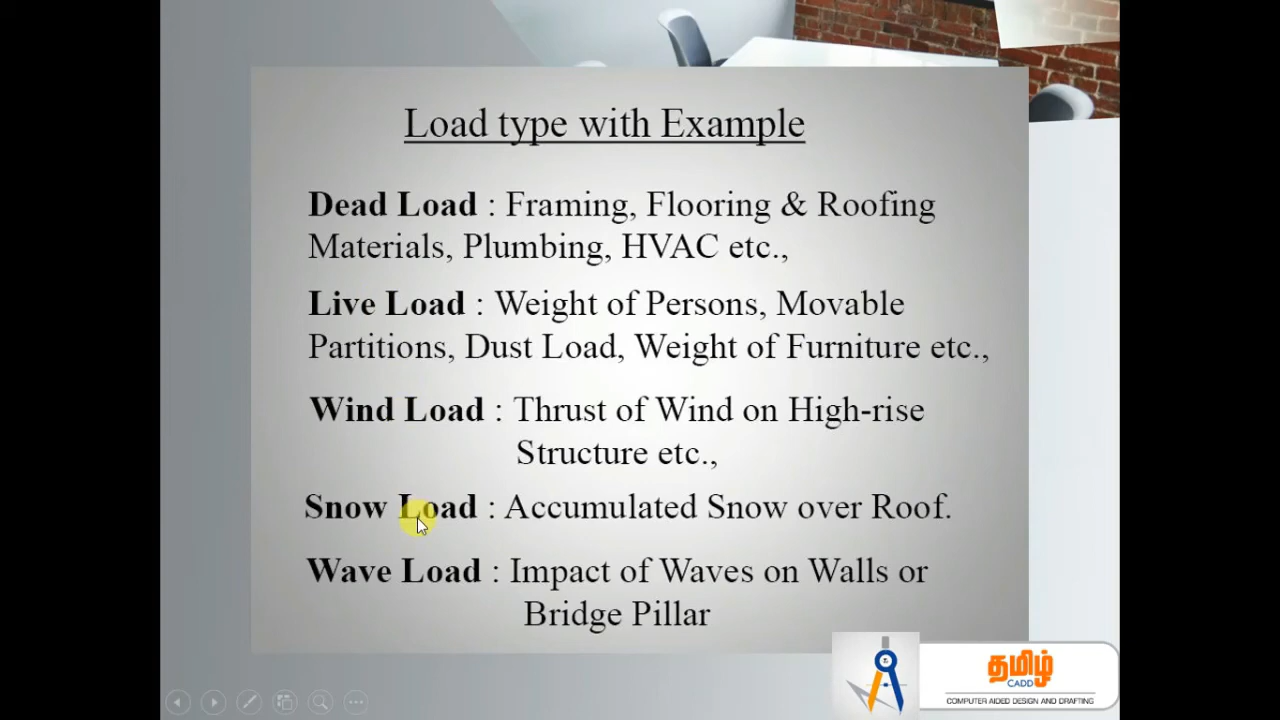 Load type with Example
Dead Load : Framing, Flooring & Roofing
Materials, Plumbing, HVAC etc.,
Live Load : Weight of Persons, Movable
Partitions, Dust Load, Weight of Furniture etc.,
Wind Load : Thrust of Wind on High-rise
Structure etc.,
Snow Load : Accumulated Snow over Roof.
Wave Load : Impact of Waves on Walls or
Bridge Pillar
தமிழ்
CADD
COMPUTER AIDED DESIGN AND DRAFTING